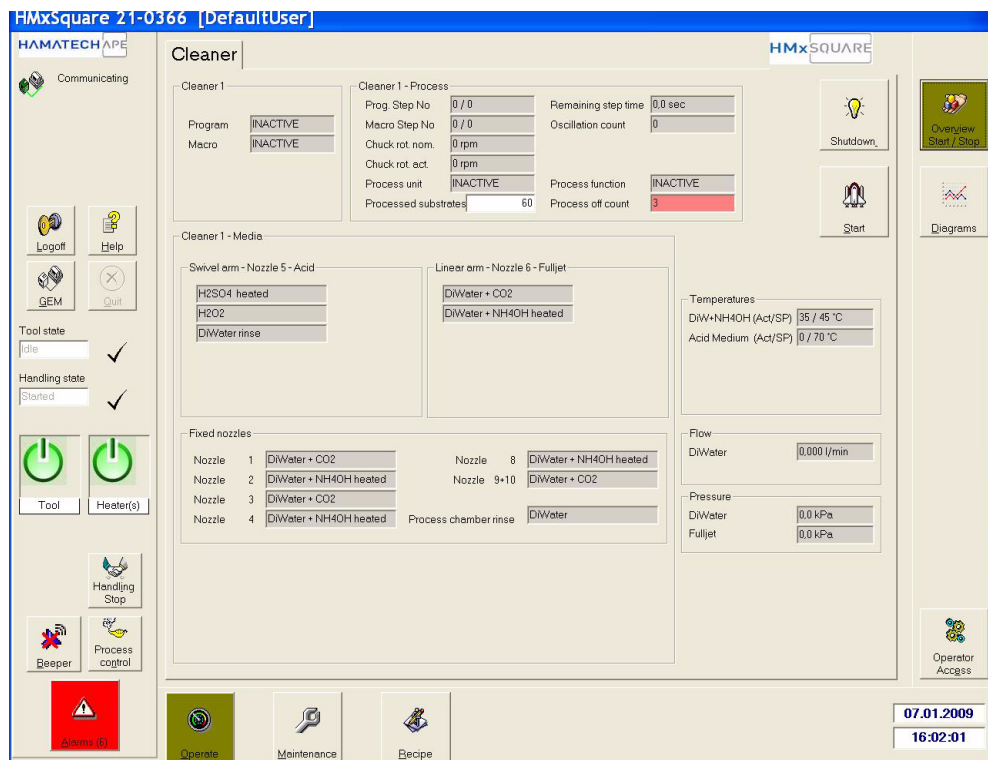 HMxSquare 21-0366 [DefaultUser]
HAMATECH APE
Communicating
Logoff
Help
GEM
Quit
Tool state
Idle
Handling state
Started
Tool
Heater(s)
Handling Stop
Beeper
Process control
Alarms (6)
Cleaner
HMxSQUARE
Cleaner 1
Program INACTIVE
Macro INACTIVE
Cleaner 1 - Process
Prog. Step No 0 / 0 Remaining step time 0,0 sec
Macro Step No 0 / 0 Oscillation count 0
Chuck rot. nom. 0 rpm
Chuck rot. act. 0 rpm
Process unit INACTIVE Process function INACTIVE
Processed substrates 60 Process off count 3
Cleaner 1 - Media
Swivel arm - Nozzle 5 - Acid
H2SO4 heated
H2O2
DiWater rinse
Linear arm - Nozzle 6 - Fulljet
DiWater + CO2
DiWater + NH4OH heated
Temperatures
DiW+NH4OH (Act/SP) 35 / 45 °C
Acid Medium (Act/SP) 0 / 70 °C
Fixed nozzles
Nozzle 1 DiWater + CO2 Nozzle 8 DiWater + NH4OH heated
Nozzle 2 DiWater + NH4OH heated Nozzle 9+10 DiWater + CO2
Nozzle 3 DiWater + CO2
Nozzle 4 DiWater + NH4OH heated Process chamber rinse DiWater
Flow
DiWater 0,000 l/min
Pressure
DiWater 0,0 kPa
Fulljet 0,0 kPa
Shutdown
Start
Overview
Start / Stop
Diagrams
Operator
Access
Operate
Maintenance
Recipe
07.01.2009
16:02:01